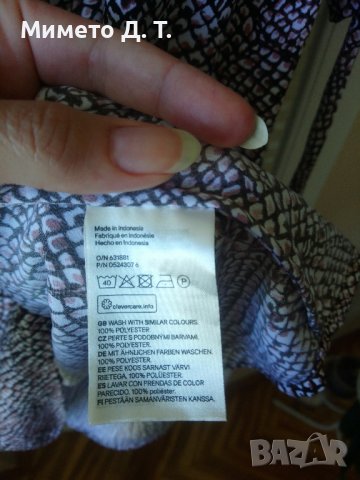 Мимето Д. Т.
Made in Indonesia
Fabriqué en Indonésie
Hecho en Indonesia
O/N 631881
P/N 0524307 6
40
P
clevercare.info
GB WASH WITH SIMILAR COLOURS.
100% POLYESTER
CZ PERTE S PODOBNÝMI BARVAMI.
100% POLYESTER.
DE MIT ÄHNLICHEN FARBEN WASCHEN.
100% POLYESTER.
EE PESE KOOS SARNAST VÄRVI
RIIETEGA. 100% POLÜESTER.
ES LAVAR CON PRENDAS DE COLOR
PARECIDO. 100% poliéster
FI PESTÄÄN SAMANVÄRISTEN KANSSA.
BAZAR